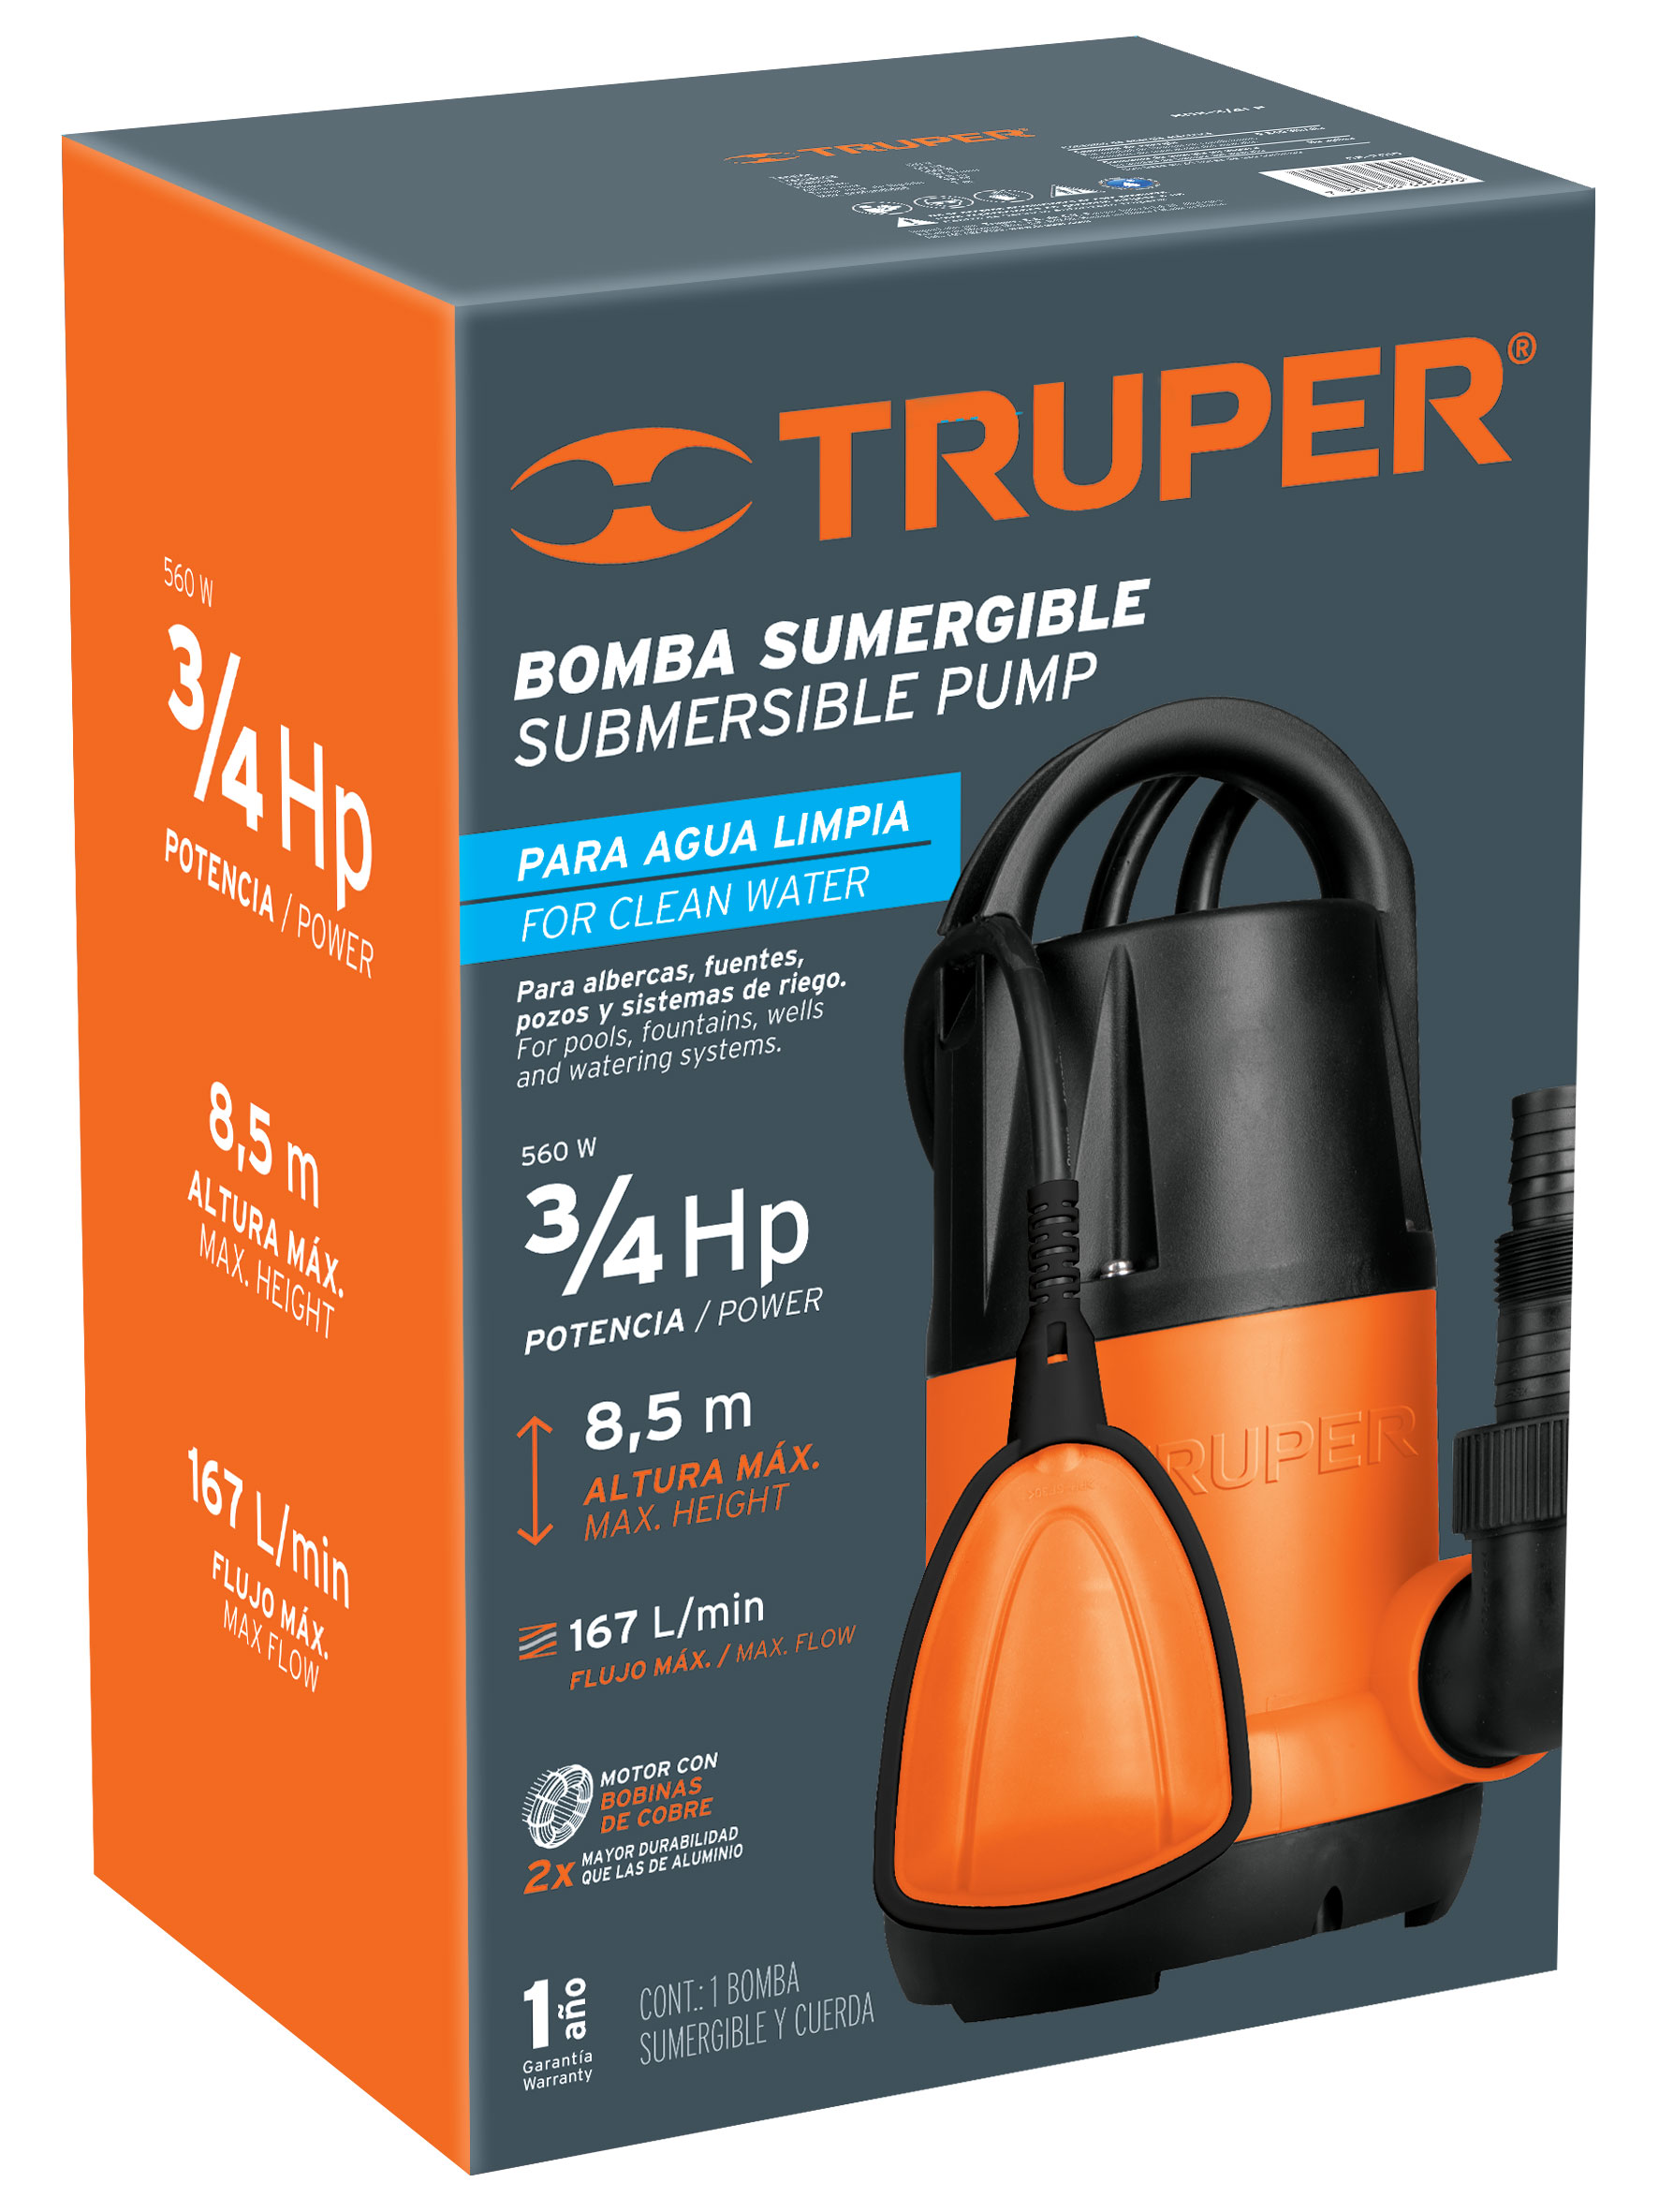 TRUPER®
TRUPER®
BOMBA SUMERGIBLE
SUBMERSIBLE PUMP
PARA AGUA LIMPIA
FOR CLEAN WATER
Para albercas, fuentes,
pozos y sistemas de riego.
For pools, fountains, wells
and watering systems.
560 W
3/4 Hp
POTENCIA / POWER
8,5 m
ALTURA MÁX.
MAX. HEIGHT
167 L/min
FLUJO MÁX. / MAX. FLOW
MOTOR CON
BOBINAS
DE COBRE
2x MAYOR DURABILIDAD
QUE LAS DE ALUMINIO
1 año
Garantía
Warranty
CONT.: 1 BOMBA
SUMERGIBLE Y CUERDA
RUPER
560 W
3/4 Hp
POTENCIA / POWER
8,5 m
ALTURA MÁX.
MAX. HEIGHT
167 L/min
FLUJO MÁX.
MAX FLOW